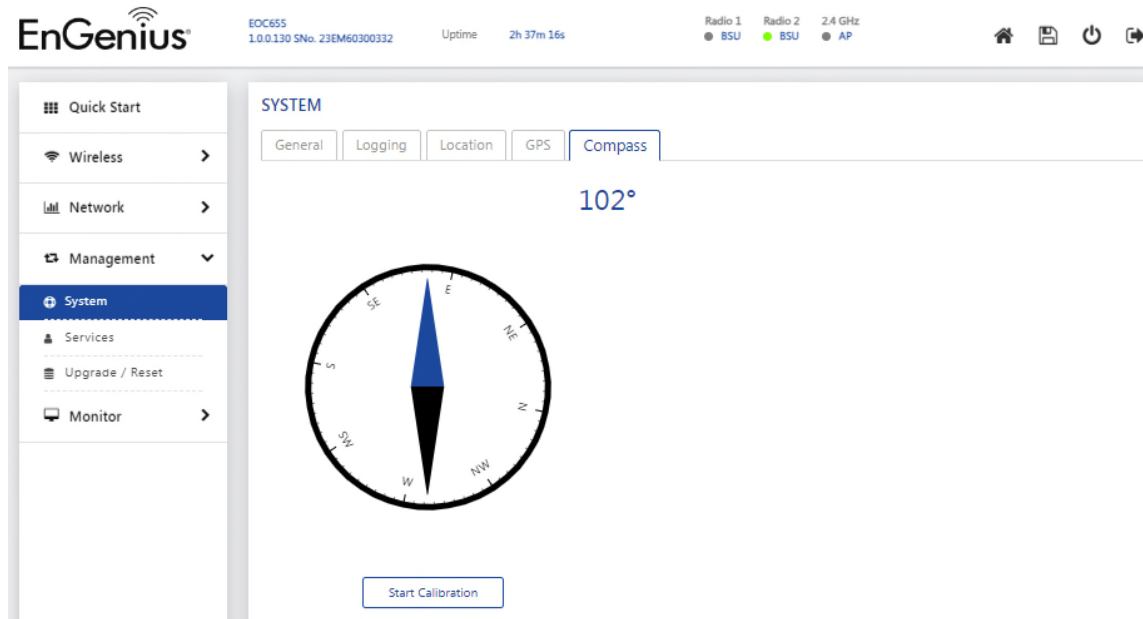 EnGenius®
EOC655
1.0.0.130 SNo. 23EM60300332
Uptime 2h 37m 16s
Radio 1 Radio 2 2.4 GHz
BSU BSU AP
Quick Start
Wireless
Network
Management
System
Services
Upgrade / Reset
Monitor
SYSTEM
General Logging Location GPS Compass
102°
E
SE
NE
S
N
SW
NW
W
Start Calibration